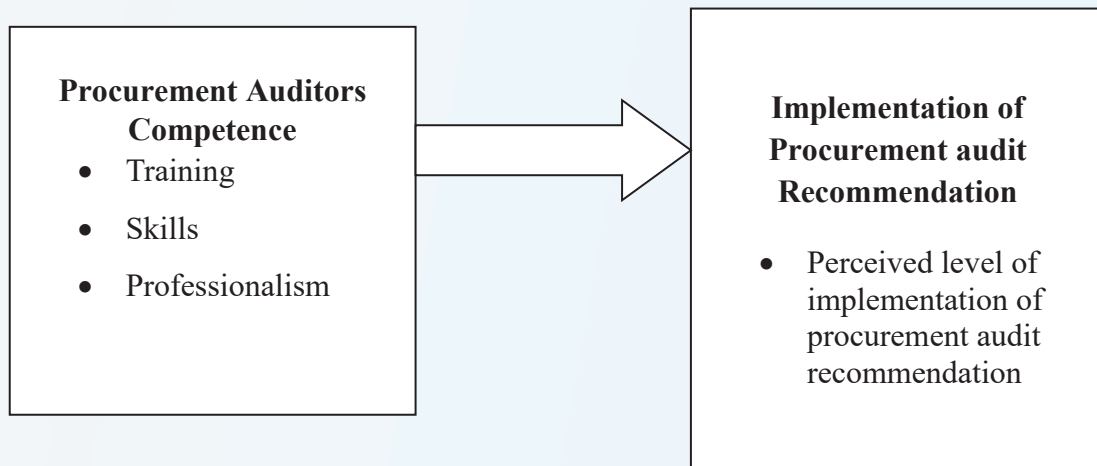 Procurement Auditors
Competence
• Training
• Skills
• Professionalism
Implementation of
Procurement audit
Recommendation
• Perceived level of
implementation of
procurement audit
recommendation